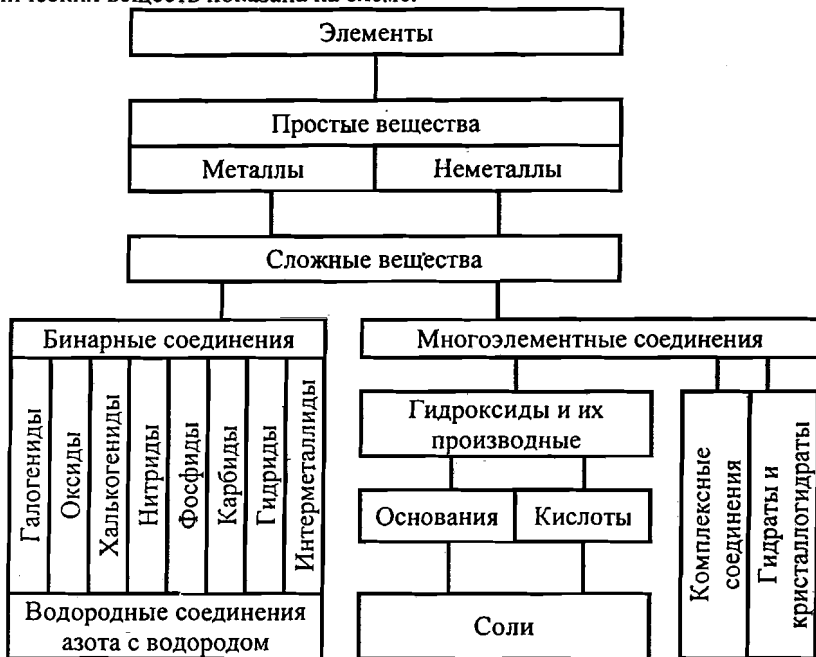 Элементы
Простые вещества
Металлы
Неметаллы
Сложные вещества
Бинарные соединения
Многоэлементные соединения
Галогениды
Оксиды
Халькогениды
Нитриды
Фосфиды
Карбиды
Гидриды
Интерметаллиды
Водородные соединения
азота с водородом
Гидроксиды и их
производные
Основания
Кислоты
Соли
Комплексные
соединения
Гидраты и
кристаллогидраты